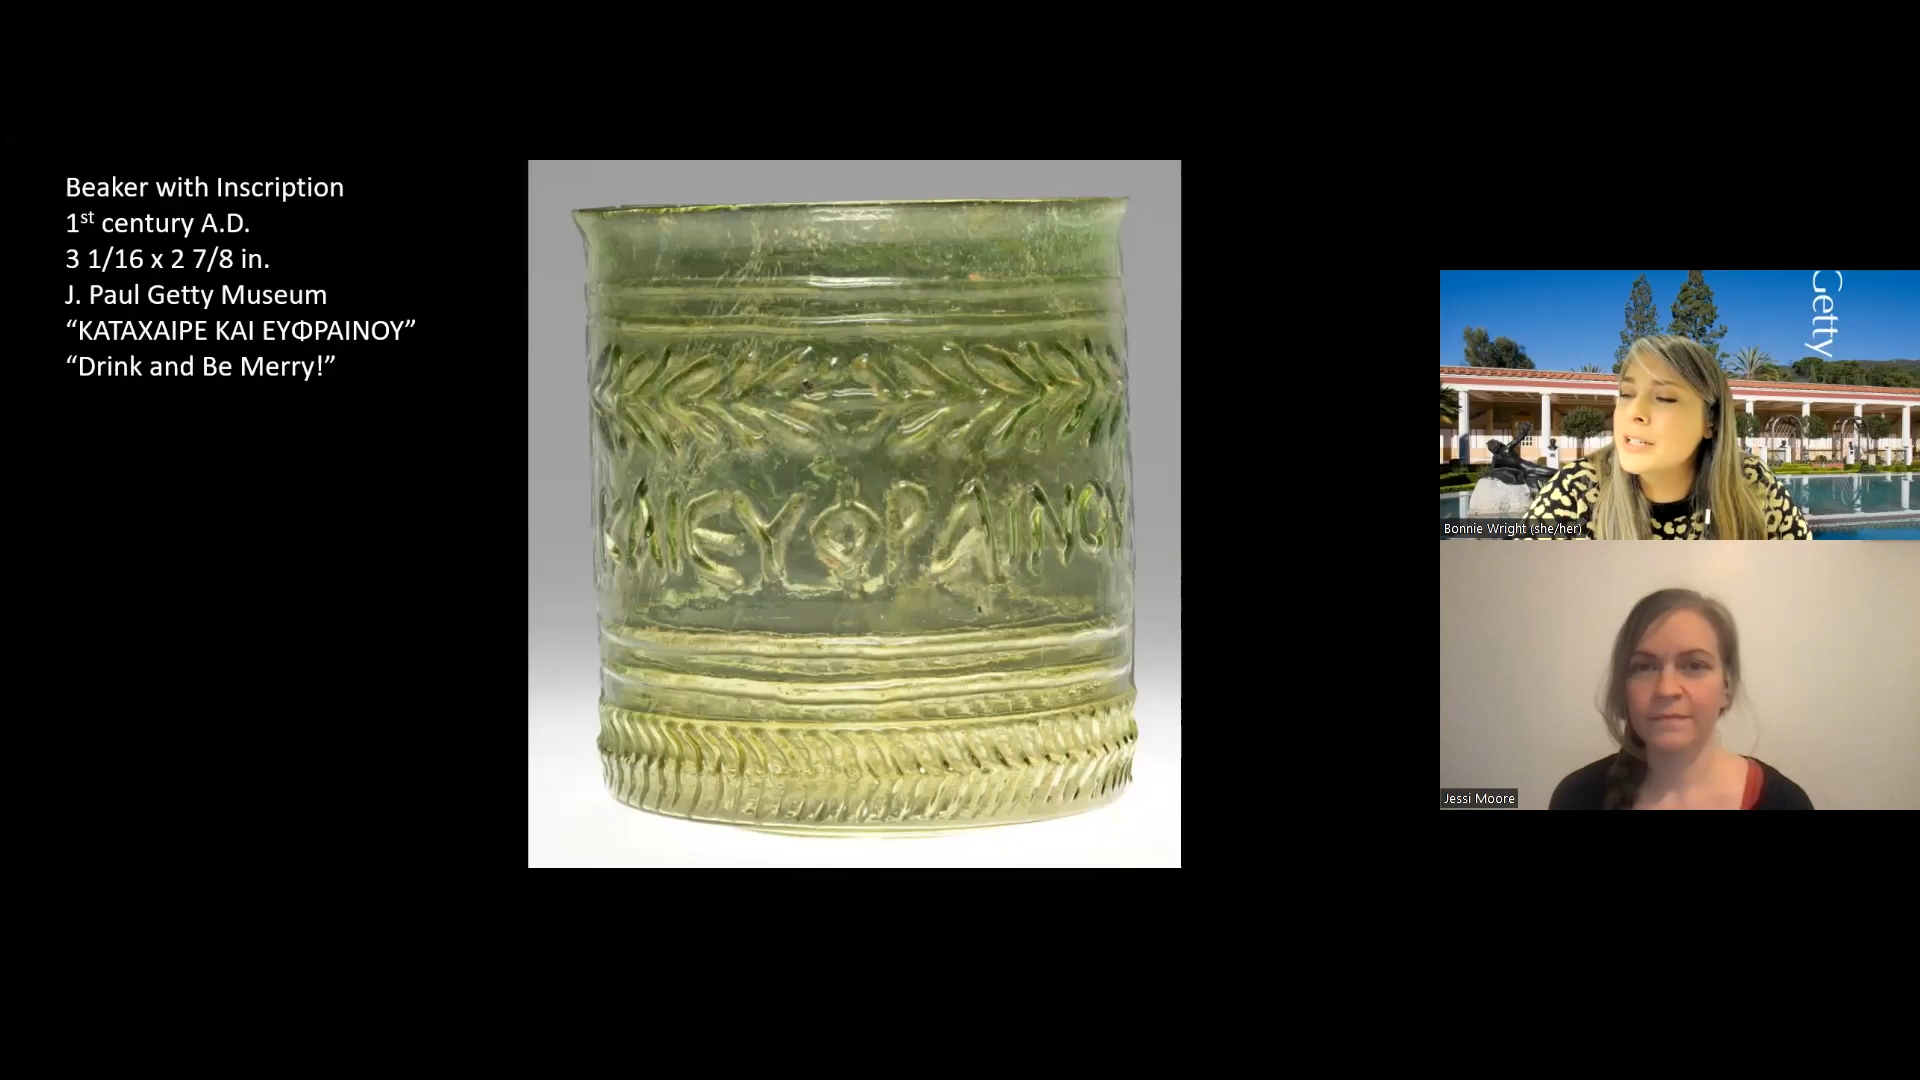 Beaker with Inscription
1st century A.D.
3 1/16 x 2 7/8 in.
J. Paul Getty Museum
“ΚΑΤΑΧΑΙΡΕ ΚΑΙ ΕΥΦΡΑΙΝΟΥ”
“Drink and Be Merry!”
ΚΑΙΕΥΦΡΑΙΝΟΥ
Getty
Bonnie Wright (she/her)
Jessi Moore